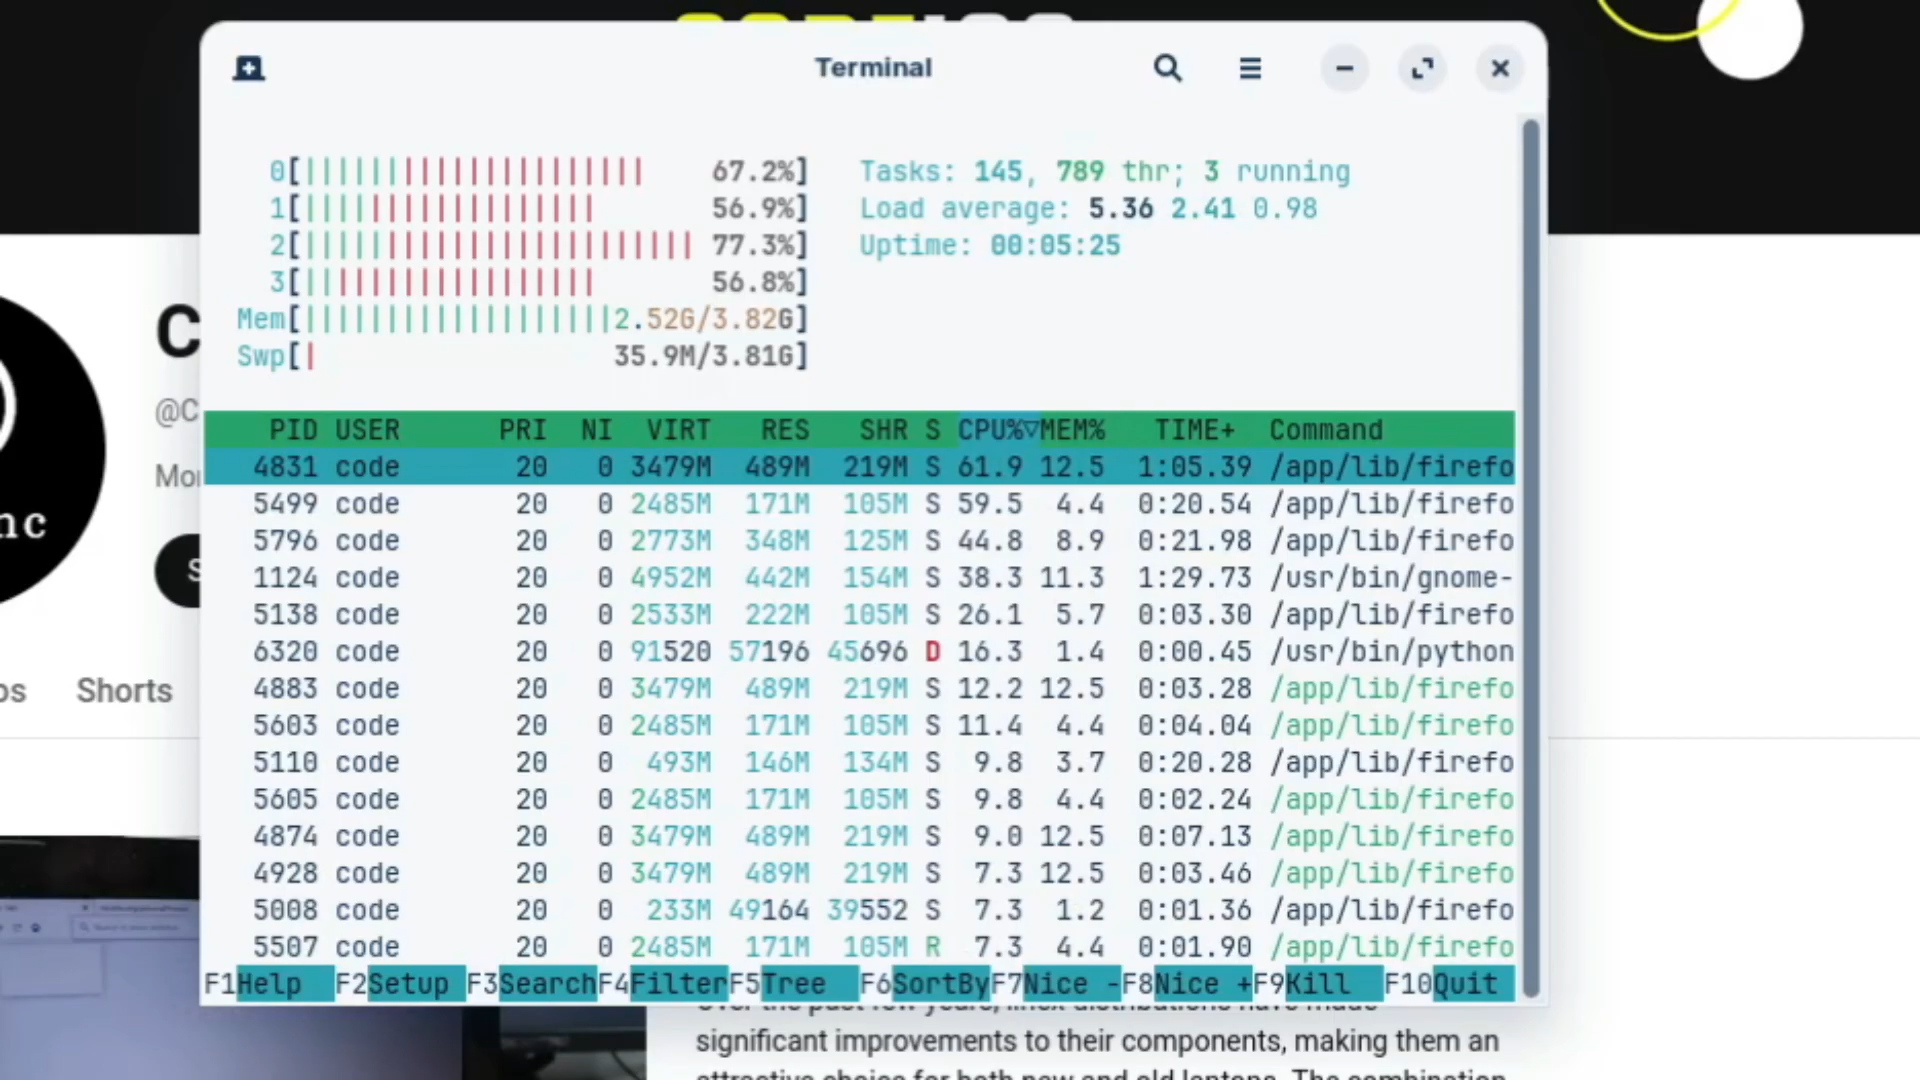 Terminal
0[ 67.2%] Tasks: 145, 789 thr; 3 running
1[ 56.9%] Load average: 5.36 2.41 0.98
2[ 77.3%] Uptime: 00:05:25
3[ 56.8%]
Mem[ 2.52G/3.82G]
Swp[ 35.9M/3.81G]
PID USER PRI NI VIRT RES SHR S CPU%▽MEM% TIME+ Command
4831 code 20 0 3479M 489M 219M S 61.9 12.5 1:05.39 /app/lib/firefo
5499 code 20 0 2485M 171M 105M S 59.5 4.4 0:20.54 /app/lib/firefo
5796 code 20 0 2773M 348M 125M S 44.8 8.9 0:21.98 /app/lib/firefo
1124 code 20 0 4952M 442M 154M S 38.3 11.3 1:29.73 /usr/bin/gnome-
5138 code 20 0 2533M 222M 105M S 26.1 5.7 0:03.30 /app/lib/firefo
6320 code 20 0 91520 57196 45696 D 16.3 1.4 0:00.45 /usr/bin/python
4883 code 20 0 3479M 489M 219M S 12.2 12.5 0:03.28 /app/lib/firefo
5603 code 20 0 2485M 171M 105M S 11.4 4.4 0:04.04 /app/lib/firefo
5110 code 20 0 493M 146M 134M S 9.8 3.7 0:20.28 /app/lib/firefo
5605 code 20 0 2485M 171M 105M S 9.8 4.4 0:02.24 /app/lib/firefo
4874 code 20 0 3479M 489M 219M S 9.0 12.5 0:07.13 /app/lib/firefo
4928 code 20 0 3479M 489M 219M S 7.3 12.5 0:03.46 /app/lib/firefo
5008 code 20 0 233M 49164 39552 S 7.3 1.2 0:01.36 /app/lib/firefo
5507 code 20 0 2485M 171M 105M R 7.3 4.4 0:01.90 /app/lib/firefo
F1Help F2Setup F3SearchF4FilterF5Tree F6SortByF7Nice -F8Nice +F9Kill F10Quit
C
@C
Mor
nc
S
os Shorts
significant improvements to their components, making them an